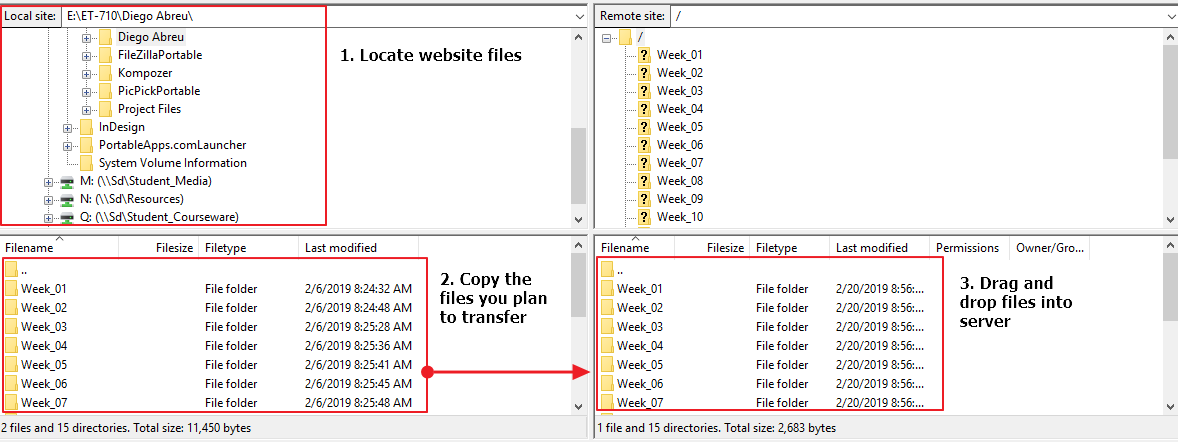 Local site: E:\ET-710\Diego Abreu\
Diego Abreu
FileZillaPortable
Kompozer
PicPickPortable
Project Files
InDesign
PortableApps.comLauncher
System Volume Information
M: (\\Sd\Student_Media)
N: (\\Sd\Resources)
Q: (\\Sd\Student_Courseware)
1. Locate website files
Remote site: /
/
? Week_01
? Week_02
? Week_03
? Week_04
? Week_05
? Week_06
? Week_07
? Week_08
? Week_09
? Week_10
Filename Filesize Filetype Last modified
..
Week_01 File folder 2/6/2019 8:24:32 AM
Week_02 File folder 2/6/2019 8:24:48 AM
Week_03 File folder 2/6/2019 8:25:28 AM
Week_04 File folder 2/6/2019 8:25:36 AM
Week_05 File folder 2/6/2019 8:25:41 AM
Week_06 File folder 2/6/2019 8:25:45 AM
Week_07 File folder 2/6/2019 8:25:48 AM
2 files and 15 directories. Total size: 11,450 bytes
2. Copy the
files you plan
to transfer
Filename Filesize Filetype Last modified Permissions Owner/Gro...
..
Week_01 File folder 2/20/2019 8:56:...
Week_02 File folder 2/20/2019 8:56:...
Week_03 File folder 2/20/2019 8:56:...
Week_04 File folder 2/20/2019 8:56:...
Week_05 File folder 2/20/2019 8:56:...
Week_06 File folder 2/20/2019 8:56:...
Week_07 File folder 2/20/2019 8:56:...
1 file and 15 directories. Total size: 2,683 bytes
3. Drag and
drop files into
server